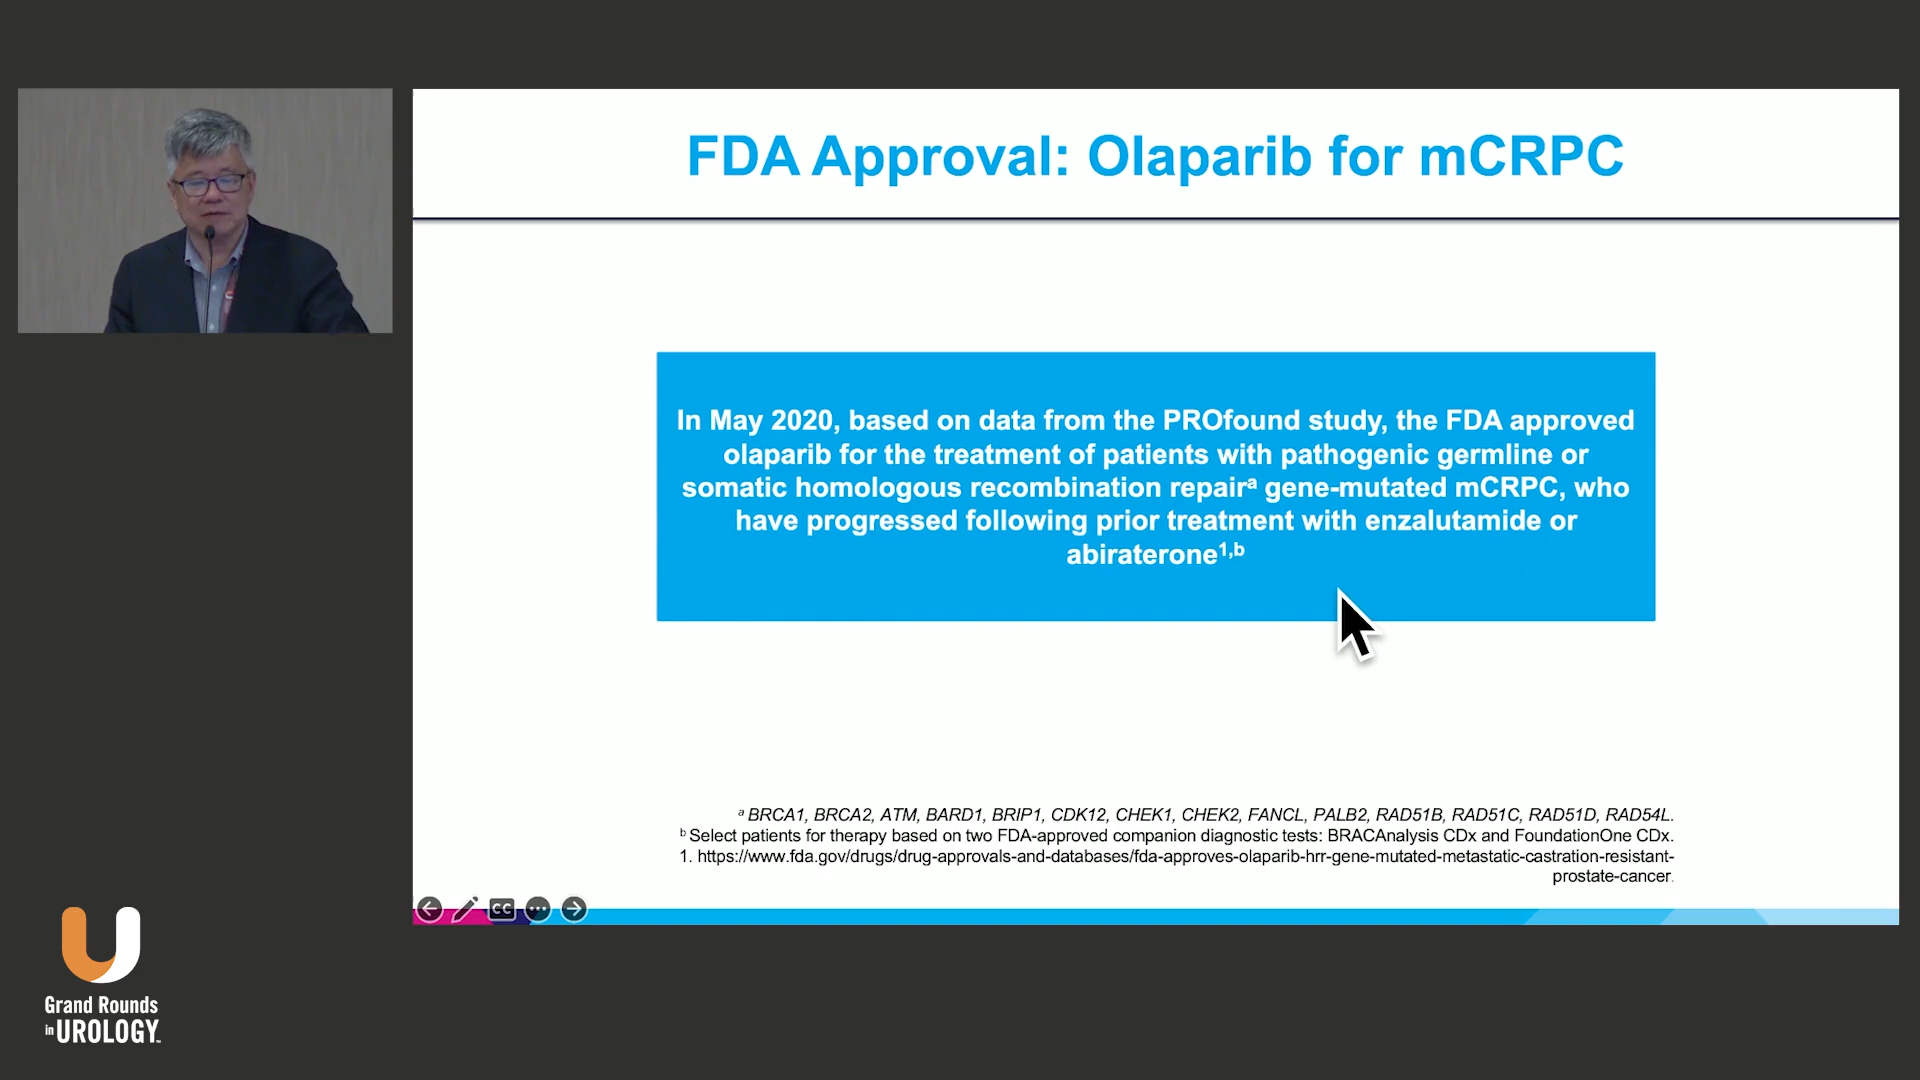 FDA Approval: Olaparib for mCRPC
In May 2020, based on data from the PROfound study, the FDA approved
olaparib for the treatment of patients with pathogenic germline or
somatic homologous recombination repairᵃ gene-mutated mCRPC, who
have progressed following prior treatment with enzalutamide or
abiraterone¹,ᵇ
ᵃ BRCA1, BRCA2, ATM, BARD1, BRIP1, CDK12, CHEK1, CHEK2, FANCL, PALB2, RAD51B, RAD51C, RAD51D, RAD54L.
ᵇ Select patients for therapy based on two FDA-approved companion diagnostic tests: BRACAnalysis CDx and FoundationOne CDx.
1. https://www.fda.gov/drugs/drug-approvals-and-databases/fda-approves-olaparib-hrr-gene-mutated-metastatic-castration-resistant-
prostate-cancer.
CC
Grand Rounds
in UROLOGY™